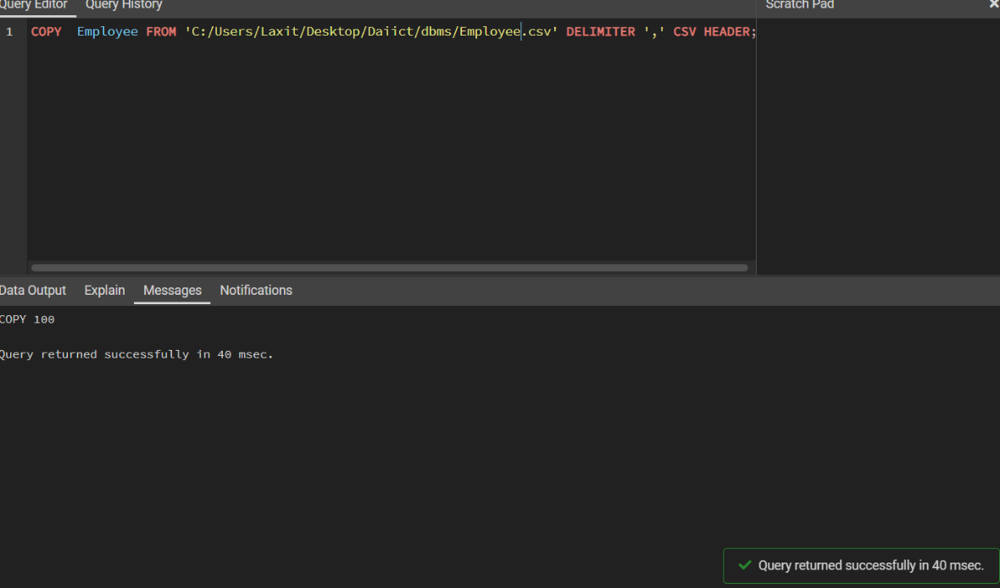 Query Editor Query History Scratch Pad
1 COPY  Employee FROM 'C:/Users/Laxit/Desktop/Daiict/dbms/Employee.csv' DELIMITER ',' CSV HEADER;
Data Output Explain Messages Notifications
COPY 100
Query returned successfully in 40 msec.
Query returned successfully in 40 msec.